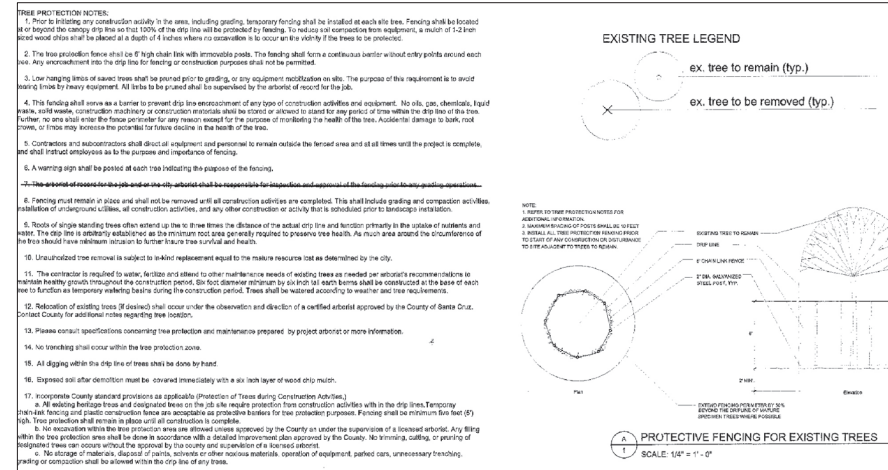 TREE PROTECTION NOTES:
1. Prior to initiating any construction activity in the area, including grading, temporary fencing shall be installed at each site tree. Fencing shall be located
at or beyond the canopy drip line so that 100% of the drip line will be protected by fencing. To reduce soil compaction from equipment, a mulch of 1-2 inch
sized wood chips shall be placed at a depth of 4 inches where no excavation is to occur on the vicinity if the trees to be protected.
2. The tree protection fence shall be 6' high chain link with immovable posts. The fencing shall form a continuous barrier without entry points around each
tree. Any encroachment into the drip line for fencing or construction purposes shall not be permitted.
3. Low hanging limbs of saved trees shall be pruned prior to grading, or any equipment mobilization on site. The purpose of this requirement is to avoid
tearing limbs by heavy equipment. All limbs to be pruned shall be supervised by the arborist of record for the job.
4. This fencing shall serve as a barrier to prevent drip line encroachment of any type of construction activities and equipment. No oils, gas, chemicals, liquid
waste, solid waste, construction machinery or construction materials shall be stored or allowed to stand for any period of time within the drip line of the tree.
Further, no one shall enter the fence perimeter for any reason except for the purpose of monitoring the health of the tree. Accidental damage to bark, root
crown, or limbs may increase the potential for future decline in the health of the tree.
5. Contractors and subcontractors shall direct all equipment and personnel to remain outside the fenced area and at all times until the project is complete,
and shall instruct employees as to the purpose and importance of fencing.
6. A warning sign shall be posted at each tree indicating the purpose of the fencing.
7. The arborist of record for the job and or the city arborist shall be responsible for inspection and approval of the fencing prior to any grading operations.
8. Fencing must remain in place and shall not be removed until all construction activities are completed. This shall include grading and compaction activities,
installation of underground utilities, all construction activities, and any other construction or activity that is scheduled prior to landscape installation.
9. Roots of single standing trees often extend up the to three times the distance of the actual drip line and function primarily in the uptake of nutrients and
water. The drip line is arbitrarily established as the minimum root area generally required to preserve tree health. As much area around the circumference of
the tree should have minimum intrusion to further insure tree survival and health.
10. Unauthorized tree removal is subject to in-kind replacement equal to the mature resource lost as determined by the city.
11. The contractor is required to water, fertilize and attend to other maintenance needs of existing trees as needed per arborist's recommendations to
maintain healthy growth throughout the construction period. Six foot diameter minimum by six inch tall earth berms shall be constructed at the base of each
tree to function as temporary watering basins during the construction period. Trees shall be watered according to weather and tree requirements.
12. Relocation of existing trees (if desired) shall occur under the observation and direction of a certified arborist approved by the County of Santa Cruz.
Contact County for additional notes regarding tree location.
13. Please consult specifications concerning tree protection and maintenance prepared by project arborist or more information.
14. No trenching shall occur within the tree protection zone.
15. All digging within the drip line of trees shall be done by hand.
16. Exposed soil after demolition must be covered immediately with a six inch layer of wood chip mulch.
17. Incorporate County standard provisions as applicable (Protection of Trees during Construction Activities,)
a. All existing heritage trees and designated trees on the job site require protection from construction activities with in the drip lines.Temporay
chain-link fencing and plastic construction fence are acceptable as protective barriers for tree protection purposes. Fencing shall be minimum five feet (5')
high. Tree protection shall remain in place until all construction is complete.
b. No excavation within the tree protection area are allowed unless approved by the County an under the supervision of a licensed arborist. Any filling
within the tree protection area shall be done in accordance with a detailed improvement plan approved by the County. No trimming, cutting, or pruning of
designated trees can occurs without the approval by the county and supervision of a licensed arborist.
c. No storage of materials, disposal of paints, solvents or other noxious materials, operation of equipment, parked cars, unnecessary trenching,
grading or compaction shall be allowed within the drip line of any trees.
EXISTING TREE LEGEND
ex. tree to remain (typ.)
ex. tree to be removed (typ.)
NOTE:
1. REFER TO TREE PROTECTION NOTES FOR
ADDITIONAL INFORMATION.
2. MAXIMUM SPACING OF POSTS SHALL BE 10 FEET
3. INSTALL ALL TREE PROTECTION FENCING PRIOR
TO START OF ANY CONSTRUCTION OR DISTURBANCE
TO SITE ADJACENT TO TREES TO REMAIN.
EXISTING TREE TO REMAIN
DRIP LINE
6' CHAIN LINK FENCE
2" DIA. GALVANIZED
STEEL POST, TYP.
6'
2' MIN.
Plan
Elevation
EXTEND FENCING PERIMETER BY 50%
BEYOND THE DRIPLINE OF MATURE
SPECIMEN TREES WHERE POSSIBLE
A
1
PROTECTIVE FENCING FOR EXISTING TREES
SCALE: 1/4" = 1' - 0"